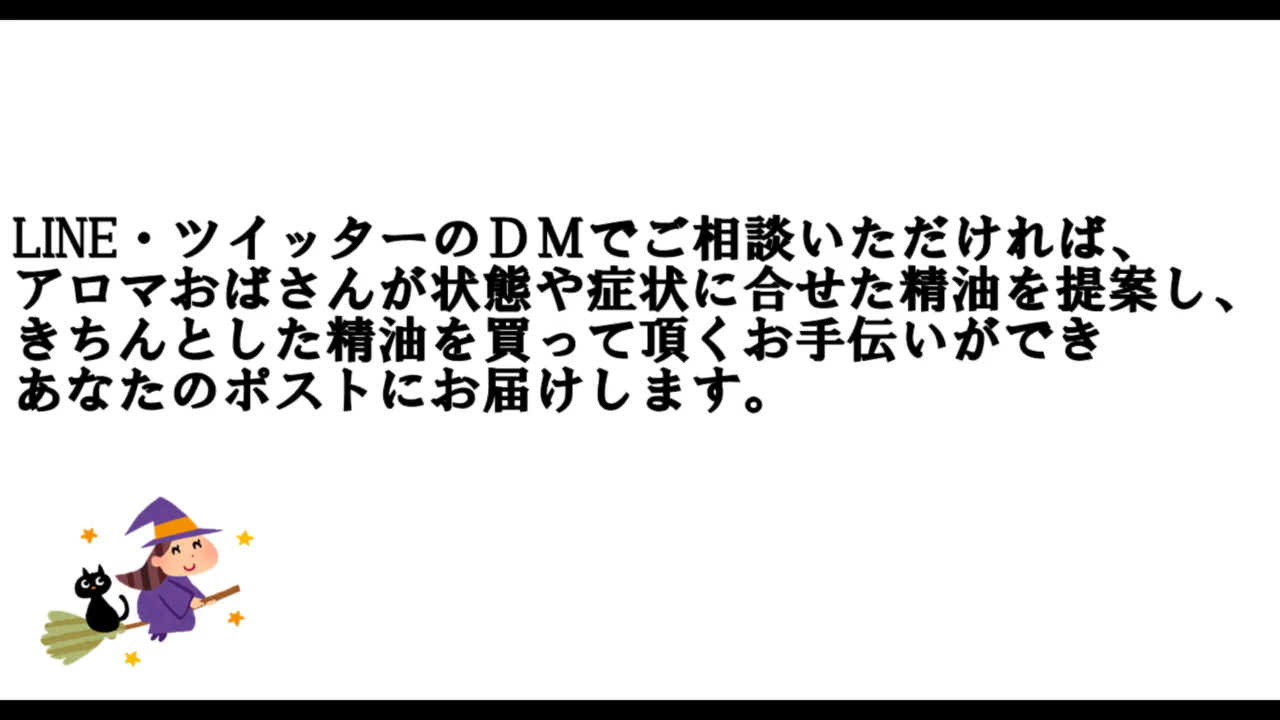 LINE・ツイッターのＤＭでご相談いただければ、
アロマおばさんが状態や症状に合せた精油を提案し、
きちんとした精油を買って頂くお手伝いができ
あなたのポストにお届けします。